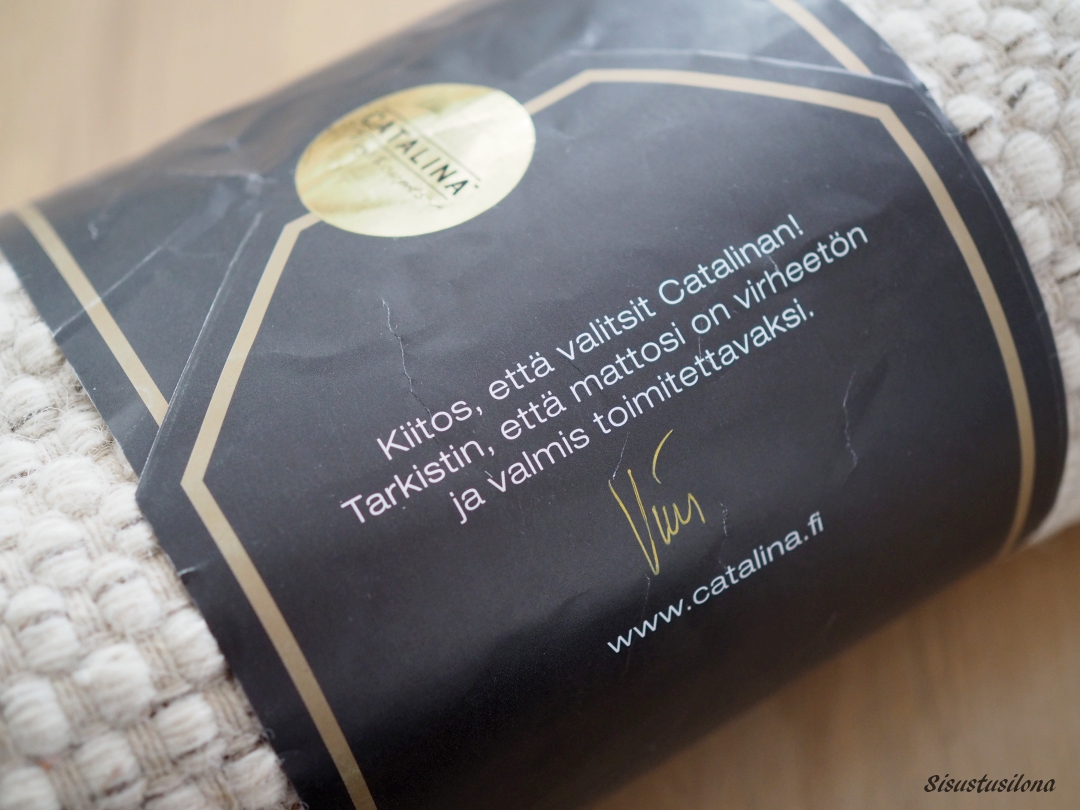 CATALINA
Kiitos, että valitsit Catalinan!
Tarkistin, että mattosi on virheetön
ja valmis toimitettavaksi.
www.catalina.fi
Sisustusilona